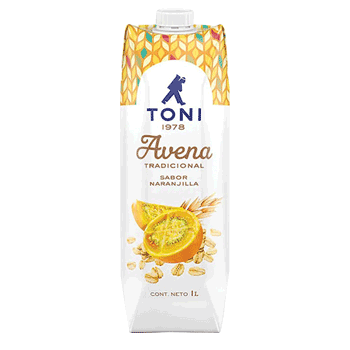 TONI
1978
Avena
TRADICIONAL
SABOR
NARANJILLA
CONT. NETO 1L